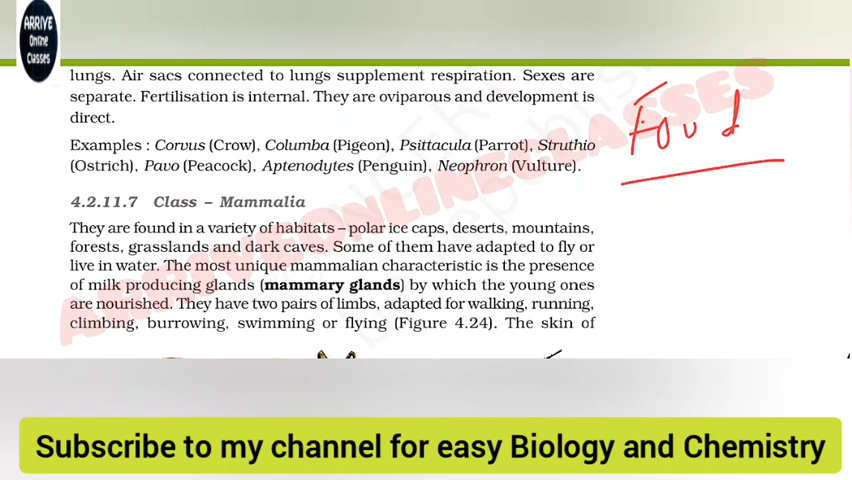 ARRIVE
Online
Classes
lungs. Air sacs connected to lungs supplement respiration. Sexes are
separate. Fertilisation is internal. They are oviparous and development is
direct.
Examples : Corvus (Crow), Columba (Pigeon), Psittacula (Parrot), Struthio
(Ostrich), Pavo (Peacock), Aptenodytes (Penguin), Neophron (Vulture).
4.2.11.7 Class – Mammalia
They are found in a variety of habitats – polar ice caps, deserts, mountains,
forests, grasslands and dark caves. Some of them have adapted to fly or
live in water. The most unique mammalian characteristic is the presence
of milk producing glands (mammary glands) by which the young ones
are nourished. They have two pairs of limbs, adapted for walking, running,
climbing, burrowing, swimming or flying (Figure 4.24). The skin of
ARRIVEONLINECLASSES
Subscribe to my channel for easy Biology and Chemistry